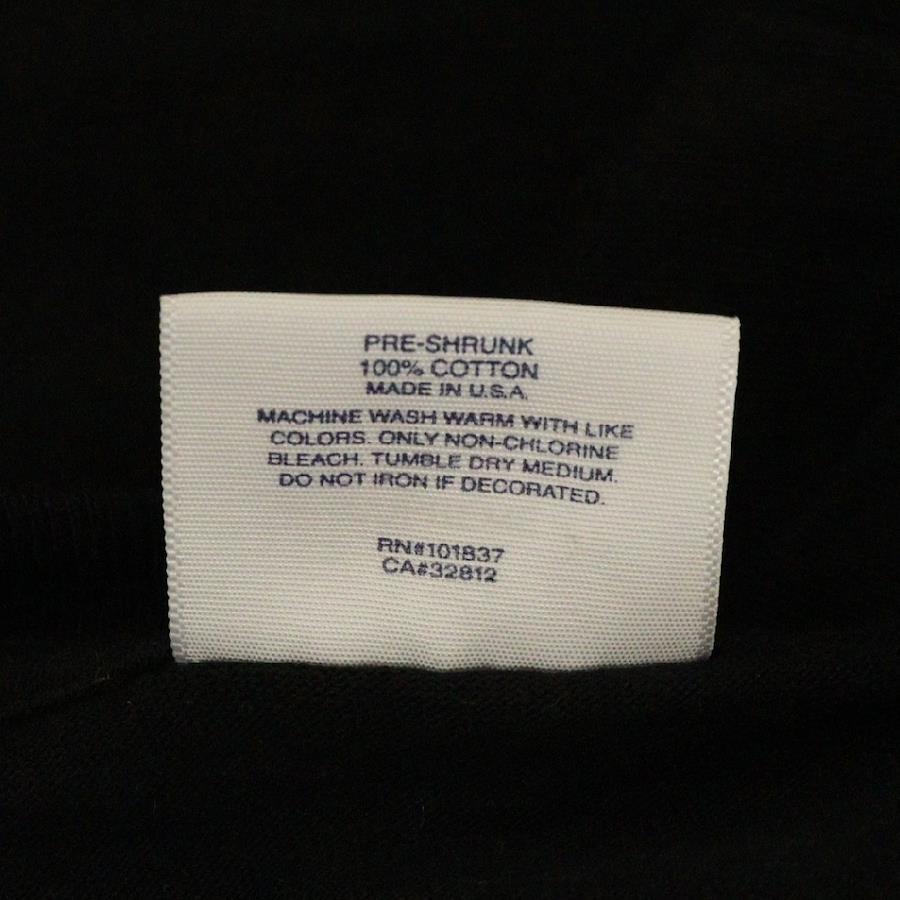 PRE-SHRUNK
100% COTTON
MADE IN U.S.A.
MACHINE WASH WARM WITH LIKE
COLORS. ONLY NON-CHLORINE
BLEACH. TUMBLE DRY MEDIUM.
DO NOT IRON IF DECORATED.
RN#101837
CA#32812